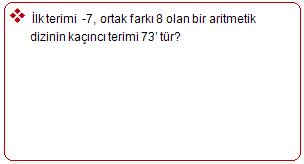 İlk terimi -7, ortak farkı 8 olan bir aritmetik
dizinin kaçıncı terimi 73' tür?